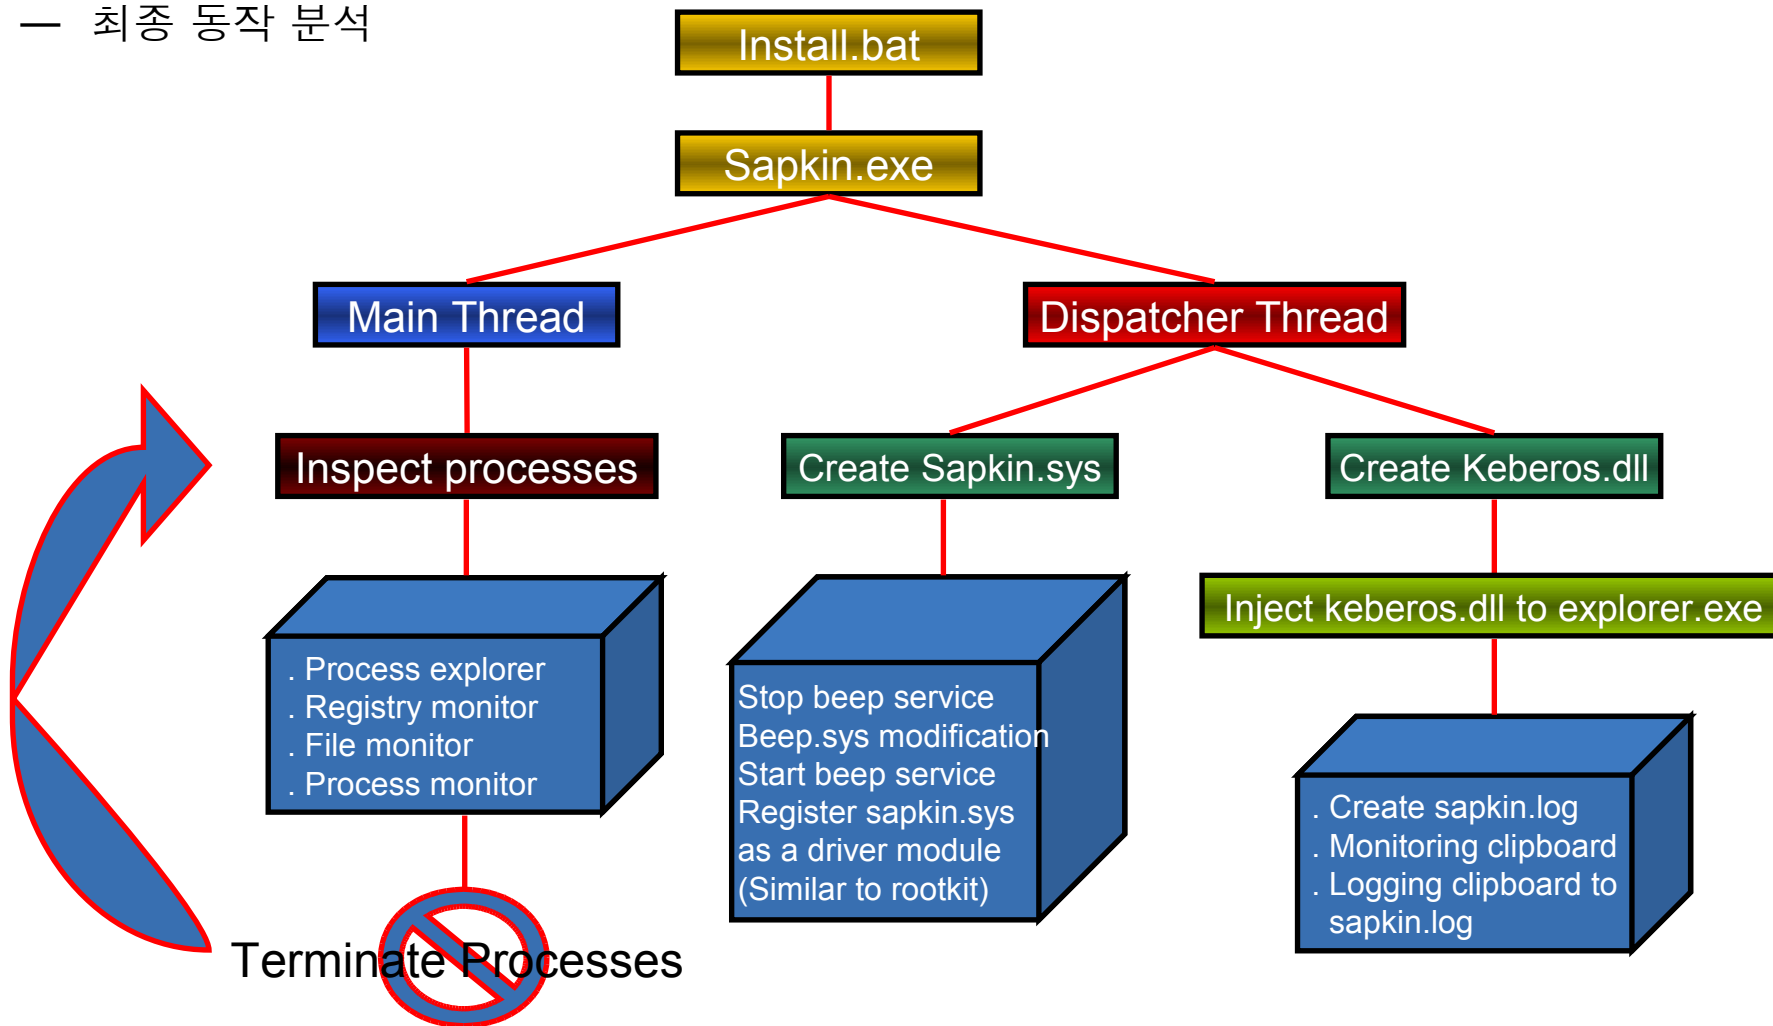 — 최종 동작 분석
Install.bat
Sapkin.exe
Main Thread
Dispatcher Thread
Inspect processes
Create Sapkin.sys
Create Keberos.dll
Inject keberos.dll to explorer.exe
. Process explorer
. Registry monitor
. File monitor
. Process monitor
Stop beep service
Beep.sys modification
Start beep service
Register sapkin.sys
as a driver module
(Similar to rootkit)
. Create sapkin.log
. Monitoring clipboard
. Logging clipboard to
sapkin.log
Terminate Processes